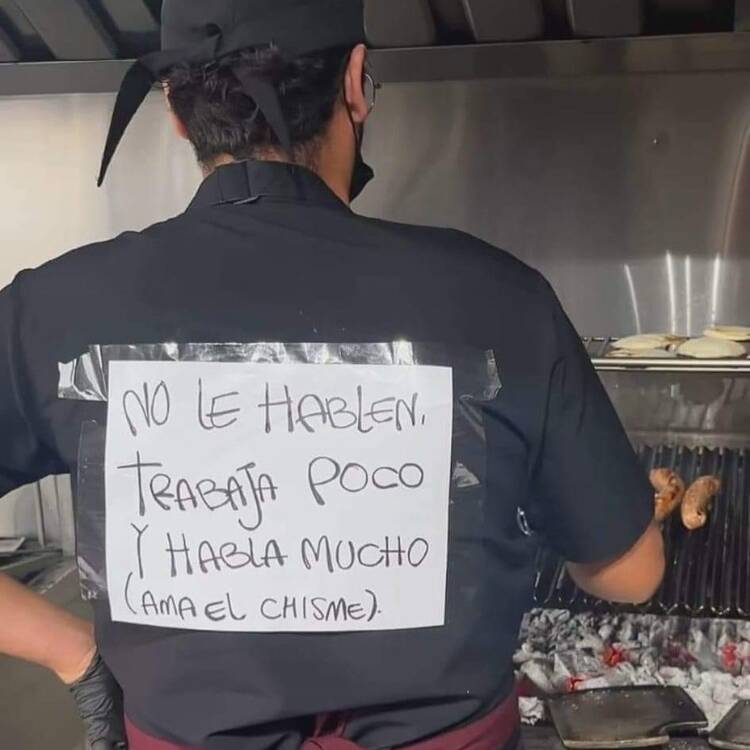 NO LE HABLEN,
TRABAJA POCO
Y HABLA MUCHO
(AMA EL CHISME).